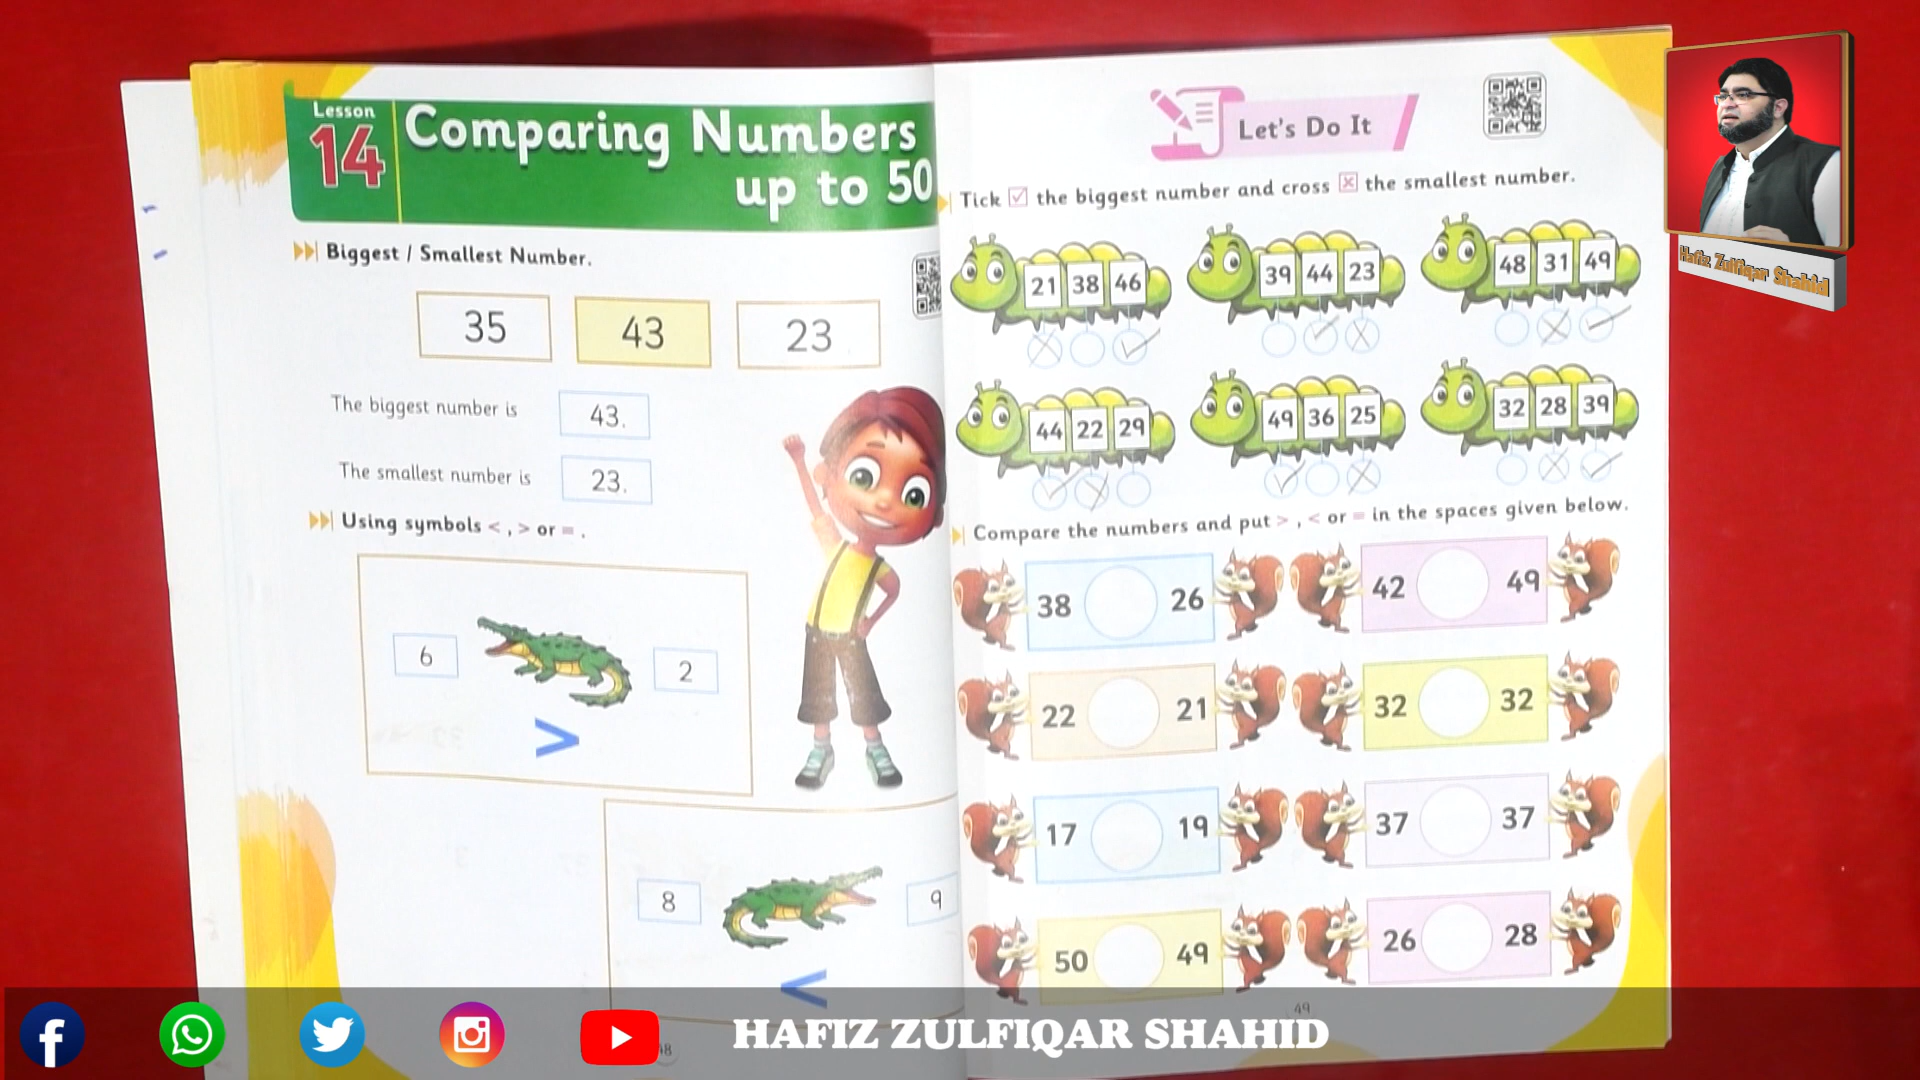 Lesson
14
Comparing Numbers
up to 50
Biggest / Smallest Number.
35 43 23
The biggest number is 43.
The smallest number is 23.
Using symbols < , > or = .
6 2
>
8 9
<
48
Let's Do It
Tick ☑ the biggest number and cross ☒ the smallest number.
21 38 46
39 44 23
48 31 49
44 22 29
49 36 25
32 28 39
Compare the numbers and put > , < or = in the spaces given below.
38 26
42 49
22 21
32 32
17 19
37 37
50 49
26 28
49
Hafiz Zulfiqar Shahid
HAFIZ ZULFIQAR SHAHID